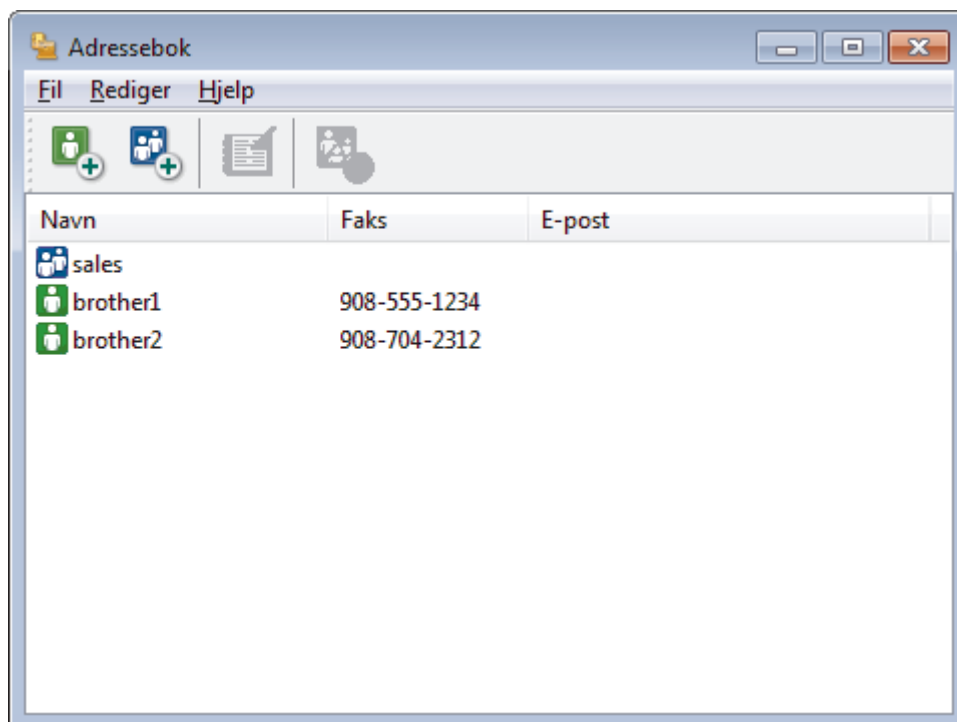 Adressebok
Fil Rediger Hjelp
Navn Faks E-post
sales
brother1 908-555-1234
brother2 908-704-2312